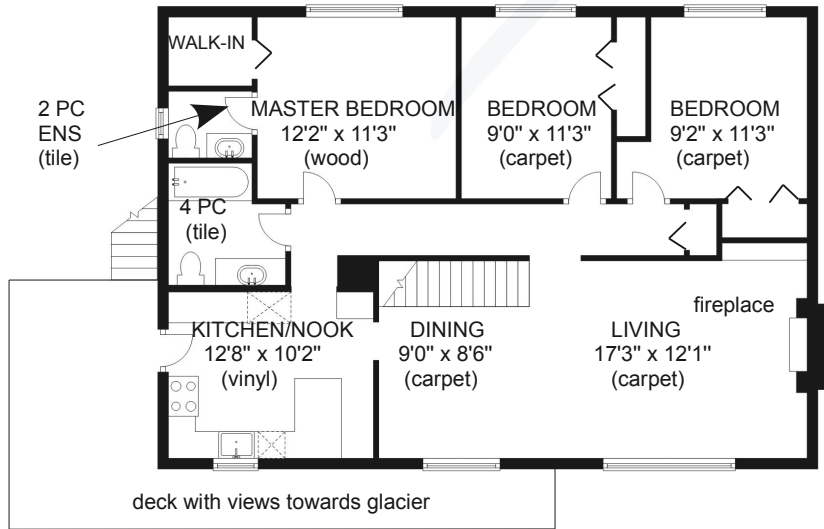 WALK-IN
2 PC
ENS
(tile)
MASTER BEDROOM
12'2" x 11'3"
(wood)
BEDROOM
9'0" x 11'3"
(carpet)
BEDROOM
9'2" x 11'3"
(carpet)
4 PC
(tile)
fireplace
KITCHEN/NOOK
12'8" x 10'2"
(vinyl)
DINING
9'0" x 8'6"
(carpet)
LIVING
17'3" x 12'1"
(carpet)
deck with views towards glacier